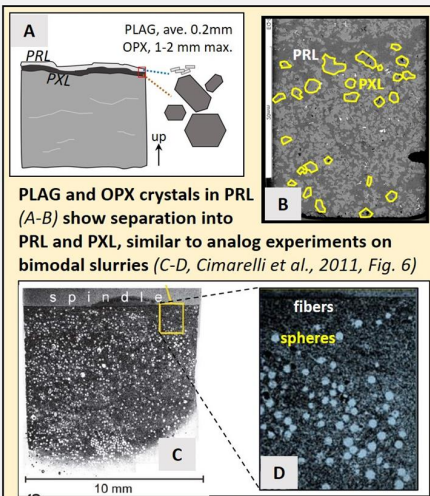 A
PLAG, ave. 0.2mm
OPX, 1-2 mm max.
PRL
PXL
up
PRL
PXL
B
PLAG and OPX crystals in PRL
(A-B) show separation into
PRL and PXL, similar to analog experiments on
bimodal slurries (C-D, Cimarelli et al., 2011, Fig. 6)
spindle
C
10 mm
fibers
spheres
D